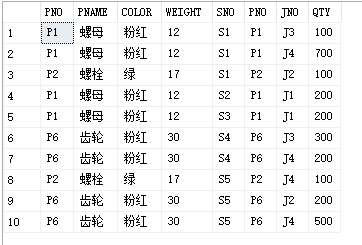 PNO PNAME COLOR WEIGHT SNO PNO JNO QTY
1 P1 螺母 粉红 12 S1 P1 J3 100
2 P1 螺母 粉红 12 S1 P1 J4 700
3 P2 螺栓 绿 17 S1 P2 J2 100
4 P1 螺母 粉红 12 S2 P1 J1 200
5 P1 螺母 粉红 12 S3 P1 J1 200
6 P6 齿轮 粉红 30 S4 P6 J3 300
7 P6 齿轮 粉红 30 S4 P6 J4 200
8 P2 螺栓 绿 17 S5 P2 J4 100
9 P6 齿轮 粉红 30 S5 P6 J2 200
10 P6 齿轮 粉红 30 S5 P6 J4 500